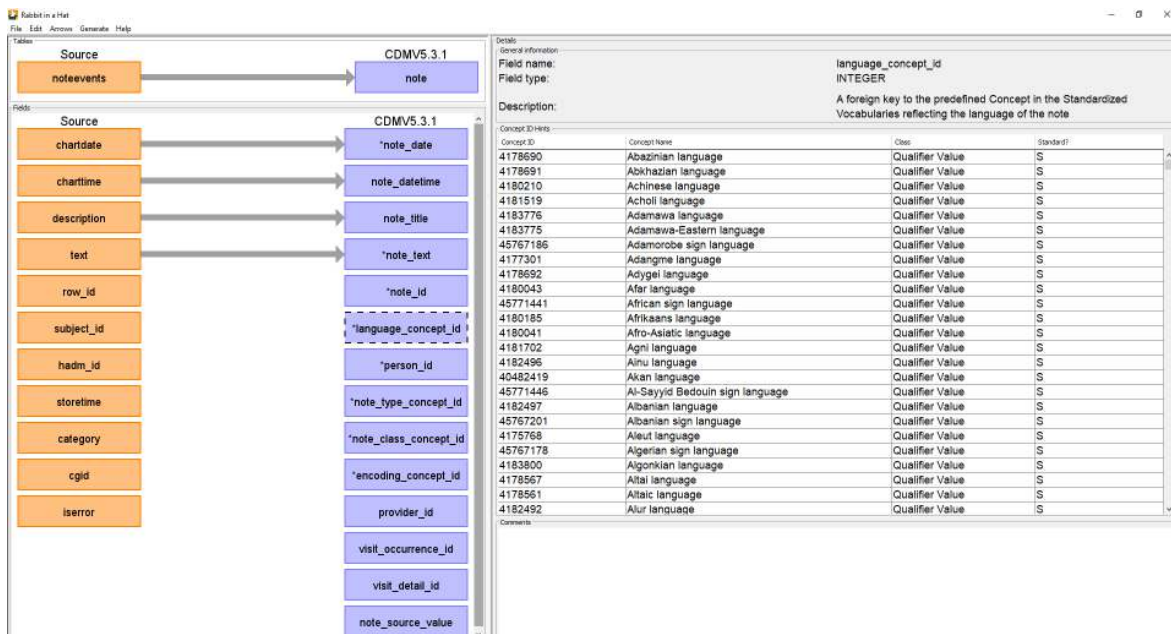 Rabbit in a Hat
File Edit Arrows Generate Help
Tables
Source CDMV5.3.1
noteevents note
Fields
Source CDMV5.3.1
chartdate *note_date
charttime note_datetime
description note_title
text *note_text
row_id *note_id
subject_id *language_concept_id
hadm_id *person_id
storetime *note_type_concept_id
category *note_class_concept_id
cgid *encoding_concept_id
iserror provider_id
visit_occurrence_id
visit_detail_id
note_source_value
Details
General information
Field name: language_concept_id
Field type: INTEGER
Description: A foreign key to the predefined Concept in the Standardized
Vocabularies reflecting the language of the note
Concept ID Hints
Concept ID Concept Name Class Standard?
4178690 Abazinian language Qualifier Value S
4178691 Abkhazian language Qualifier Value S
4180210 Achinese language Qualifier Value S
4181519 Acholi language Qualifier Value S
4183776 Adamawa language Qualifier Value S
4183775 Adamawa-Eastern language Qualifier Value S
45767186 Adamorobe sign language Qualifier Value S
4177301 Adangme language Qualifier Value S
4178692 Adygei language Qualifier Value S
4180043 Afar language Qualifier Value S
45771441 African sign language Qualifier Value S
4180185 Afrikaans language Qualifier Value S
4180041 Afro-Asiatic language Qualifier Value S
4181702 Agni language Qualifier Value S
4182496 Ainu language Qualifier Value S
40482419 Akan language Qualifier Value S
45771446 Al-Sayyid Bedouin sign language Qualifier Value S
4182497 Albanian language Qualifier Value S
45767201 Albanian sign language Qualifier Value S
4175768 Aleut language Qualifier Value S
45767178 Algerian sign language Qualifier Value S
4183800 Algonkian language Qualifier Value S
4178567 Altai language Qualifier Value S
4178561 Altaic language Qualifier Value S
4182492 Alur language Qualifier Value S
Comments